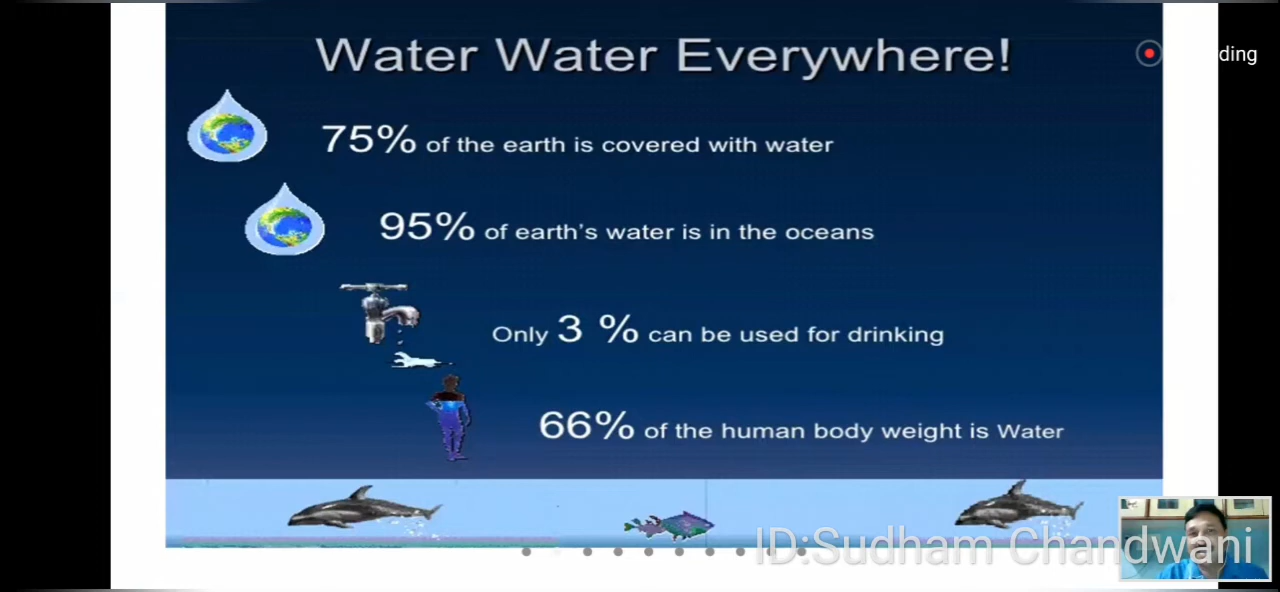 Water Water Everywhere!
ding
75% of the earth is covered with water
95% of earth's water is in the oceans
Only 3 % can be used for drinking
66% of the human body weight is Water
ID:Sudham Chandwani